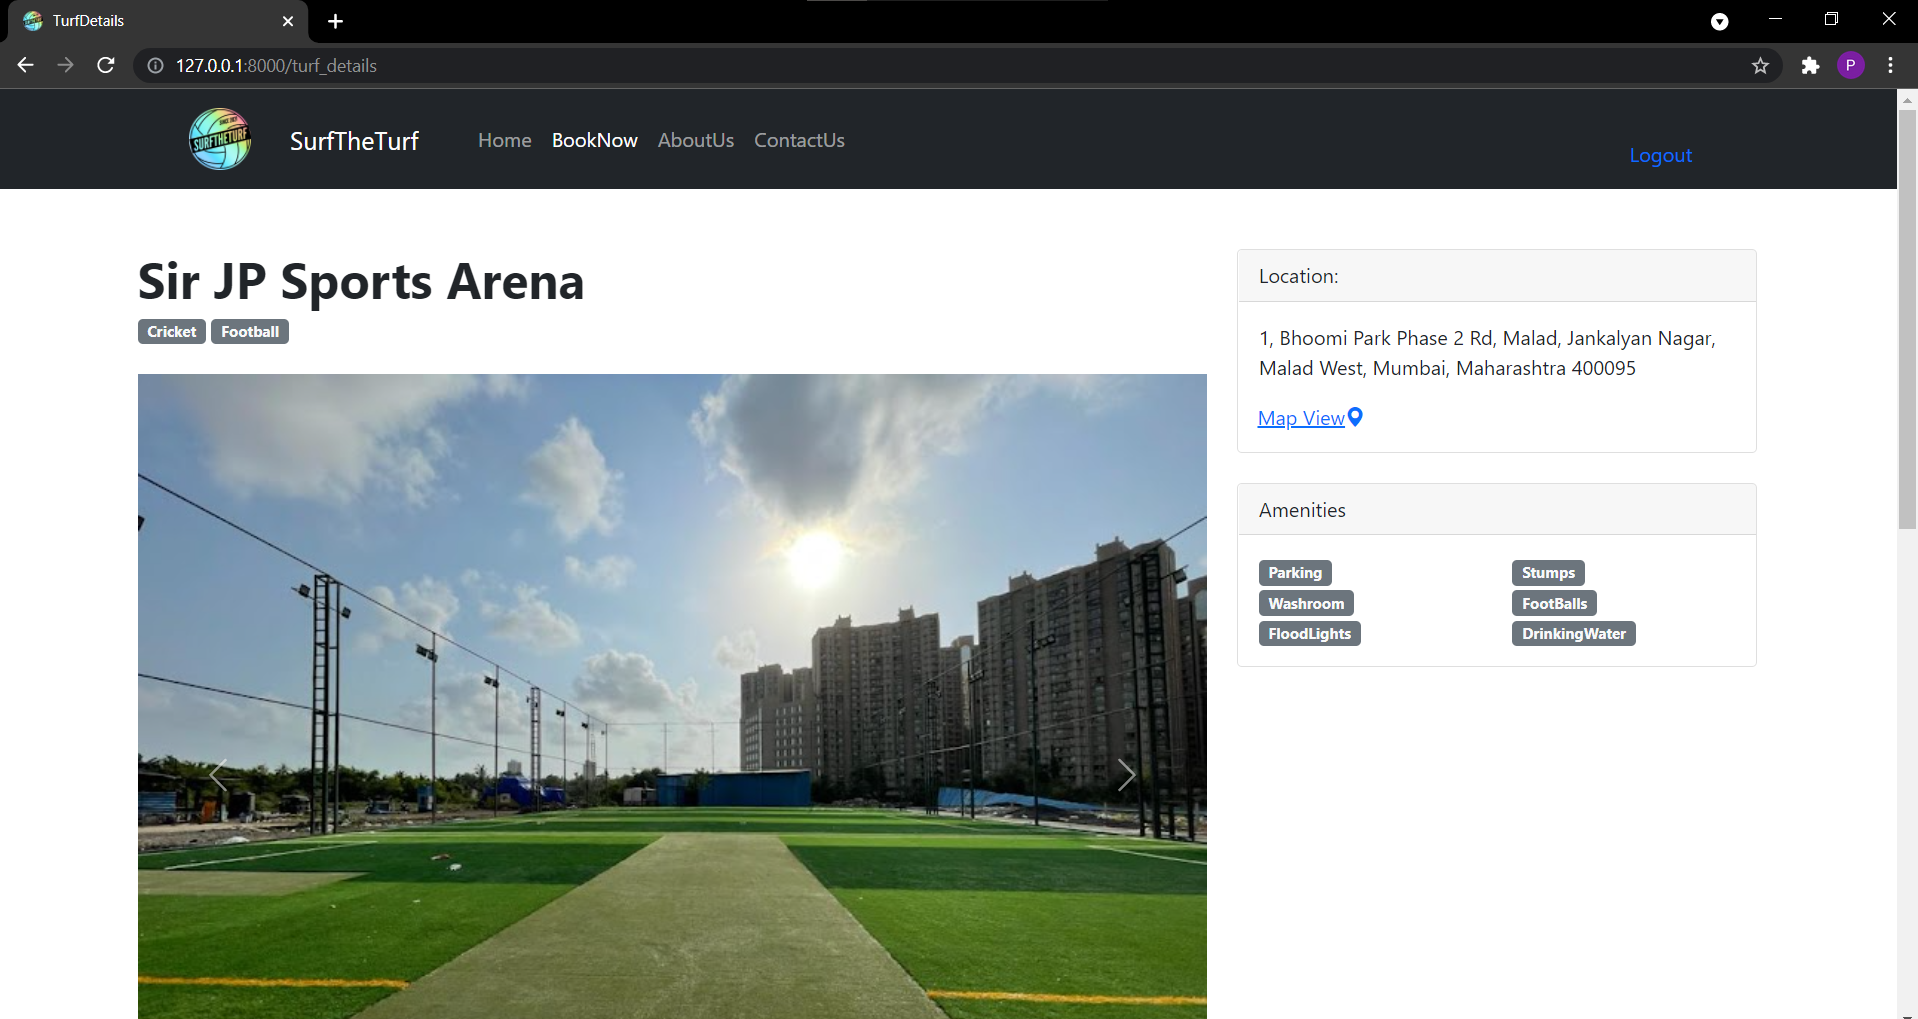 TurfDetails
127.0.0.1:8000/turf_details
P
SINCE 2021
SURFTHETURF
SurfTheTurf
Home BookNow AboutUs ContactUs
Logout
Sir JP Sports Arena
Cricket Football
Location:
1, Bhoomi Park Phase 2 Rd, Malad, Jankalyan Nagar,
Malad West, Mumbai, Maharashtra 400095
Map View
Amenities
Parking Stumps
Washroom FootBalls
FloodLights DrinkingWater